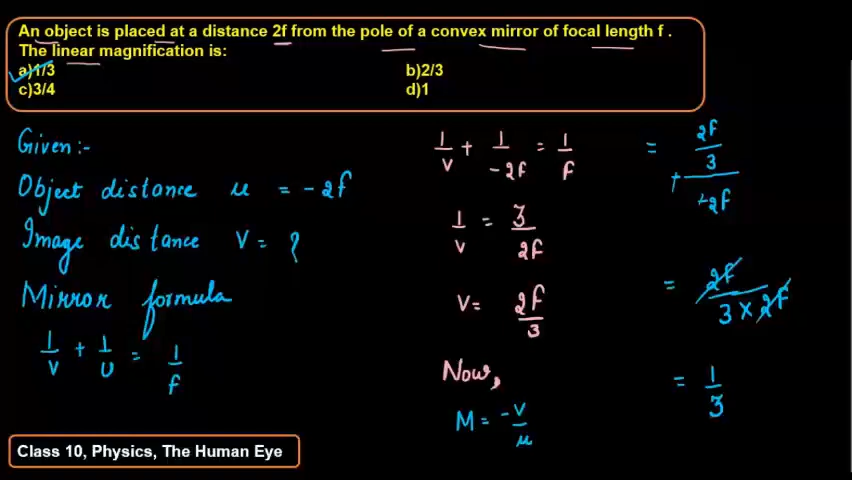 An object is placed at a distance 2f from the pole of a convex mirror of focal length f .
The linear magnification is:
a)1/3
b)2/3
c)3/4
d)1
Given :-
Object distance u = -2f
Image distance V = ?
Mirror formula
1/v + 1/u = 1/f
1/v + 1/-2f = 1/f
1/v = 3/2f
V = 2f/3
Now,
M = -v/u
= + 2f/3 / +2f
= 2f / 3 × 2f
= 1/3
Class 10, Physics, The Human Eye